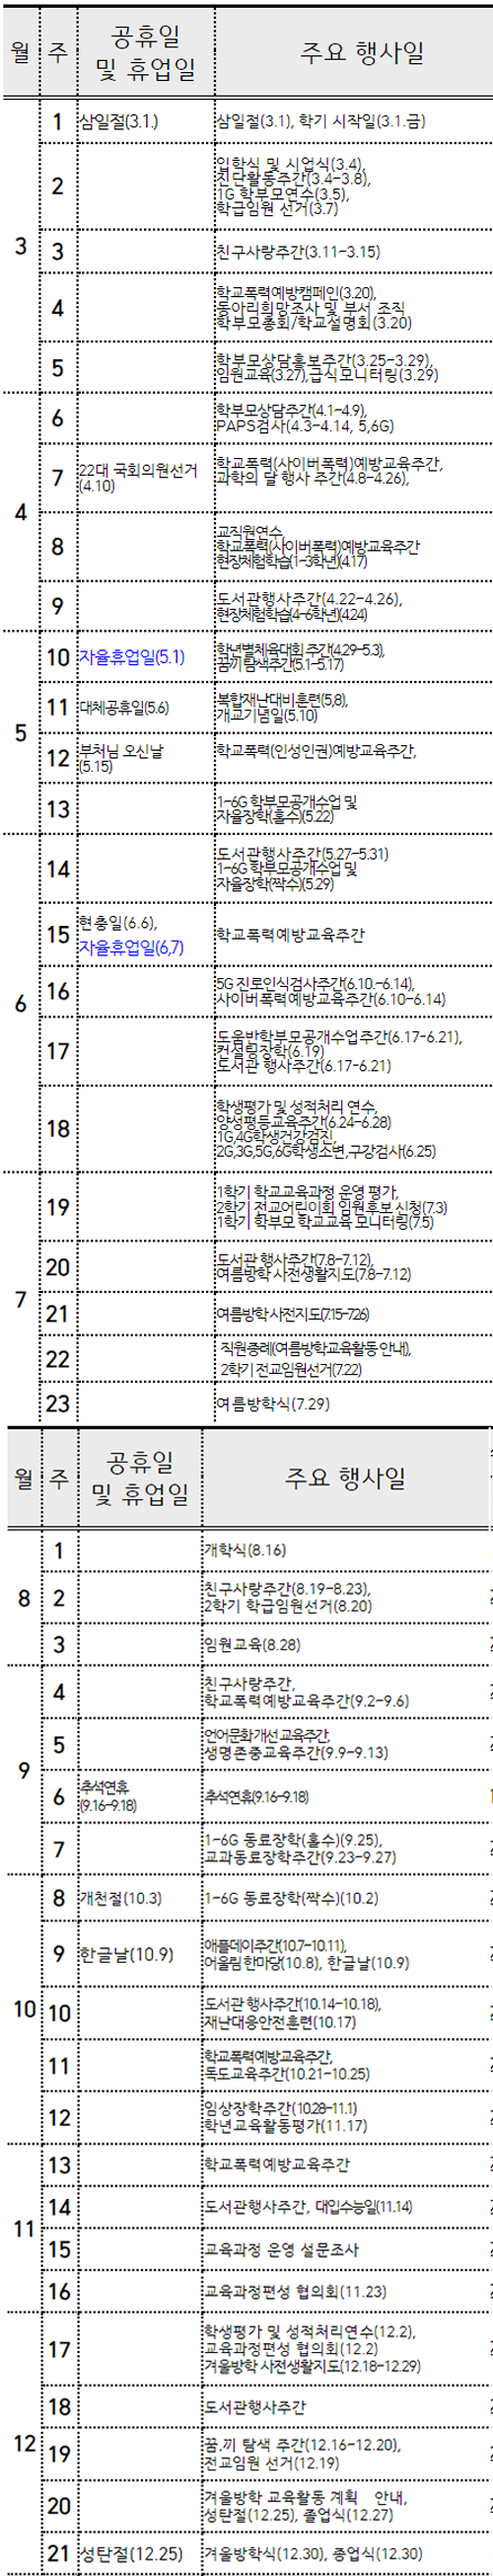 월 주 공휴일 및 휴업일 주요 행사일
3
1 삼일절(3.1.) 삼일절(3.1), 학기 시작일(3.1.금)
2 입학식 및 시업식(3.4),
진단활동주간(3.4-3.8),
1G 학부모연수(3.5),
학급임원 선거(3.7)
3 친구사랑주간(3.11-3.15)
4 학교폭력예방캠페인(3.20),
동아리희망조사 및 부서 조직
학부모총회/학교설명회(3.20)
5 학부모상담홍보주간(3.25-3.29),
임원교육(3.27),급식모니터링(3.29)
4
6 학부모상담주간(4.1-4.9),
PAPS검사(4.3-4.14, 5,6G)
7 22대 국회의원선거
(4.10)
학교폭력(사이버폭력)예방교육주간,
과학의 달 행사 주간(4.8-4.26),
8 교직원연수
학교폭력(사이버폭력)예방교육주간
현장체험학습(1-3학년)(4.17)
9 도서관행사주간(4.22-4.26),
현장체험학습(4-6학년)(4.24)
5
10 자율휴업일(5.1) 학년별체육대회 주간(4.29-5.3),
꿈끼 탐색주간(5.1-5.17)
11 대체공휴일(5.6) 복합재난대비훈련(5,8),
개교기념일(5.10)
12 부처님 오신날
(5.15)
학교폭력(인성인권)예방교육주간,
13 1-6G 학부모공개수업 및
자율장학(홀수)(5.22)
6
14 도서관행사주간(5.27-5.31)
1-6G 학부모공개수업 및
자율장학(짝수)(5.29)
15 현충일(6.6),
자율휴업일(6,7)
학교폭력예방교육주간
16 5G 진로인식검사주간(6.10.-6.14),
사이버폭력예방교육주간(6.10-6.14)
17 도움반학부모공개수업주간(6.17-6.21),
컨설팅장학(6.19)
도서관 행사주간(6.17-6.21)
18 학생평가 및 성적처리 연수,
양성평등교육주간(6.24-6.28)
1G,4G학생건강검진,
2G,3G,5G,6G학생소변,구강검사(6.25)
7
19 1학기 학교교육과정 운영 평가,
2학기 전교어린이회 임원후보 신청(7.3)
1학기 학부모 학교교육 모니터링(7.5)
20 도서관 행사주간(7.8-7.12),
여름방학 사전생활지도(7.8-7.12)
21 여름방학 사전지도(7.15-7.26)
22 직원종례(여름방학교육활동 안내),
2학기 전교임원선거(7.22)
23 여름방학식(7.29)
월 주 공휴일 및 휴업일 주요 행사일
8
1 개학식(8.16)
2 친구사랑주간(8.19-8.23),
2학기 학급임원선거(8.20)
3 임원교육(8.28)
9
4 친구사랑주간,
학교폭력예방교육주간(9.2-9.6)
5 언어문화개선 교육주간,
생명존중교육주간(9.9-9.13)
6 추석연휴
(9.16-9.18)
추석연휴(9.16-9.18)
7 1-6G 동료장학(홀수)(9.25),
교과동료장학주간(9.23-9.27)
10
8 개천절(10.3) 1-6G 동료장학(짝수)(10.2)
9 한글날(10.9) 애플데이주간(10.7-10.11),
어울림 한마당(10.8), 한글날(10.9)
10 도서관 행사주간(10.14-10.18),
재난대응안전훈련(10.17)
11 학교폭력예방교육주간,
독도교육주간(10.21-10.25)
12 임상장학주간(10.28-11.1)
학년교육활동평가(11.17)
11
13 학교폭력예방교육주간
14 도서관행사주간, 대입수능일(11.14)
15 교육과정 운영 설문조사
16 교육과정편성 협의회(11.23)
12
17 학생평가 및 성적처리연수(12.2),
교육과정편성 협의회(12.2)
겨울방학 사전생활지도(12.18-12.29)
18 도서관행사주간
19 꿈.끼 탐색 주간(12.16-12.20),
전교임원 선거(12.19)
20 겨울방학 교육활동 계획 안내,
성탄절(12.25), 졸업식(12.27)
21 성탄절(12.25) 겨울방학식(12.30), 종업식(12.30)